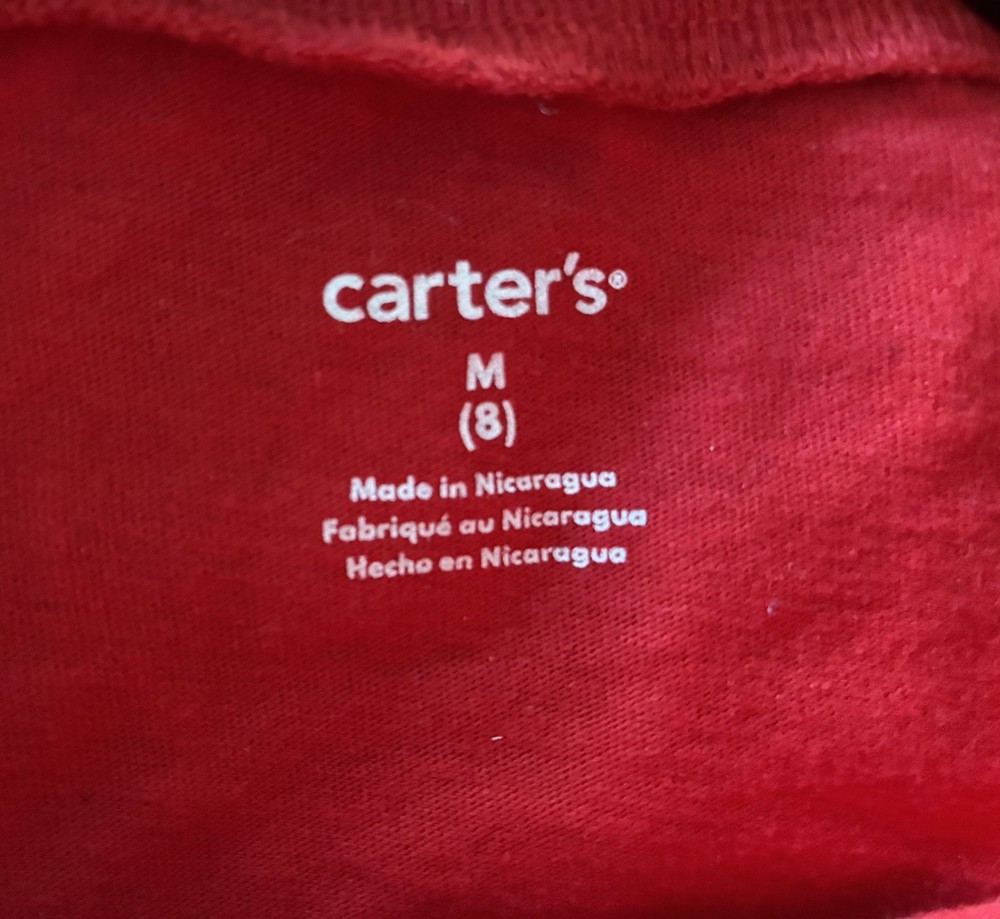 carter's®
M
(8)
Made in Nicaragua
Fabriqué au Nicaragua
Hecho en Nicaragua